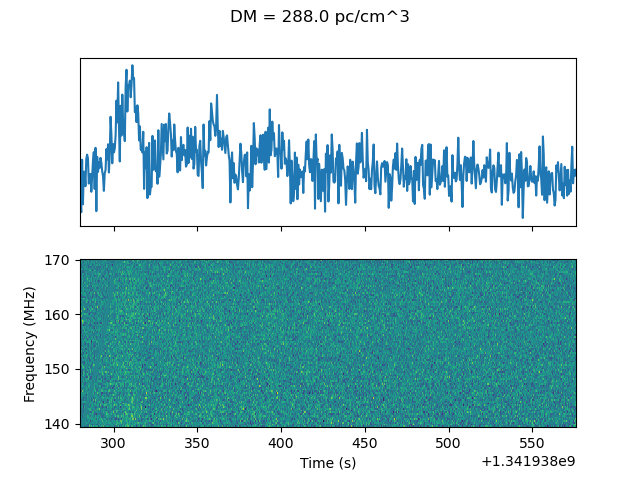 DM = 288.0 pc/cm^3
170
160
150
140
Frequency (MHz)
300 350 400 450 500 550
Time (s)
+1.341938e9